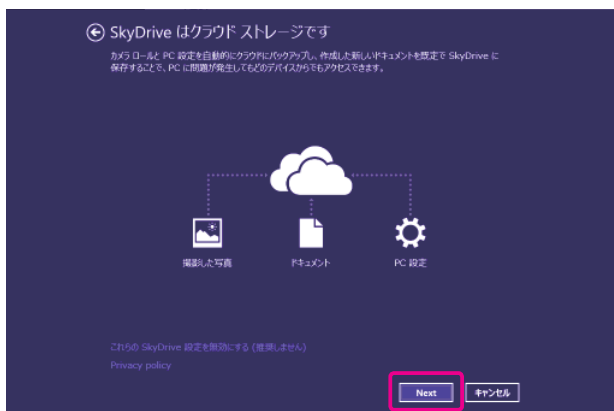 SkyDrive はクラウド ストレージです
カメラ ロールと PC 設定を自動的にクラウドにバックアップし、作成した新しいドキュメントを既定で SkyDrive に
保存することで、PC に問題が発生してもどのデバイスからでもアクセスできます。
撮影した写真
ドキュメント
PC 設定
これらの SkyDrive 設定を無効にする (推奨しません)
Privacy policy
Next
キャンセル